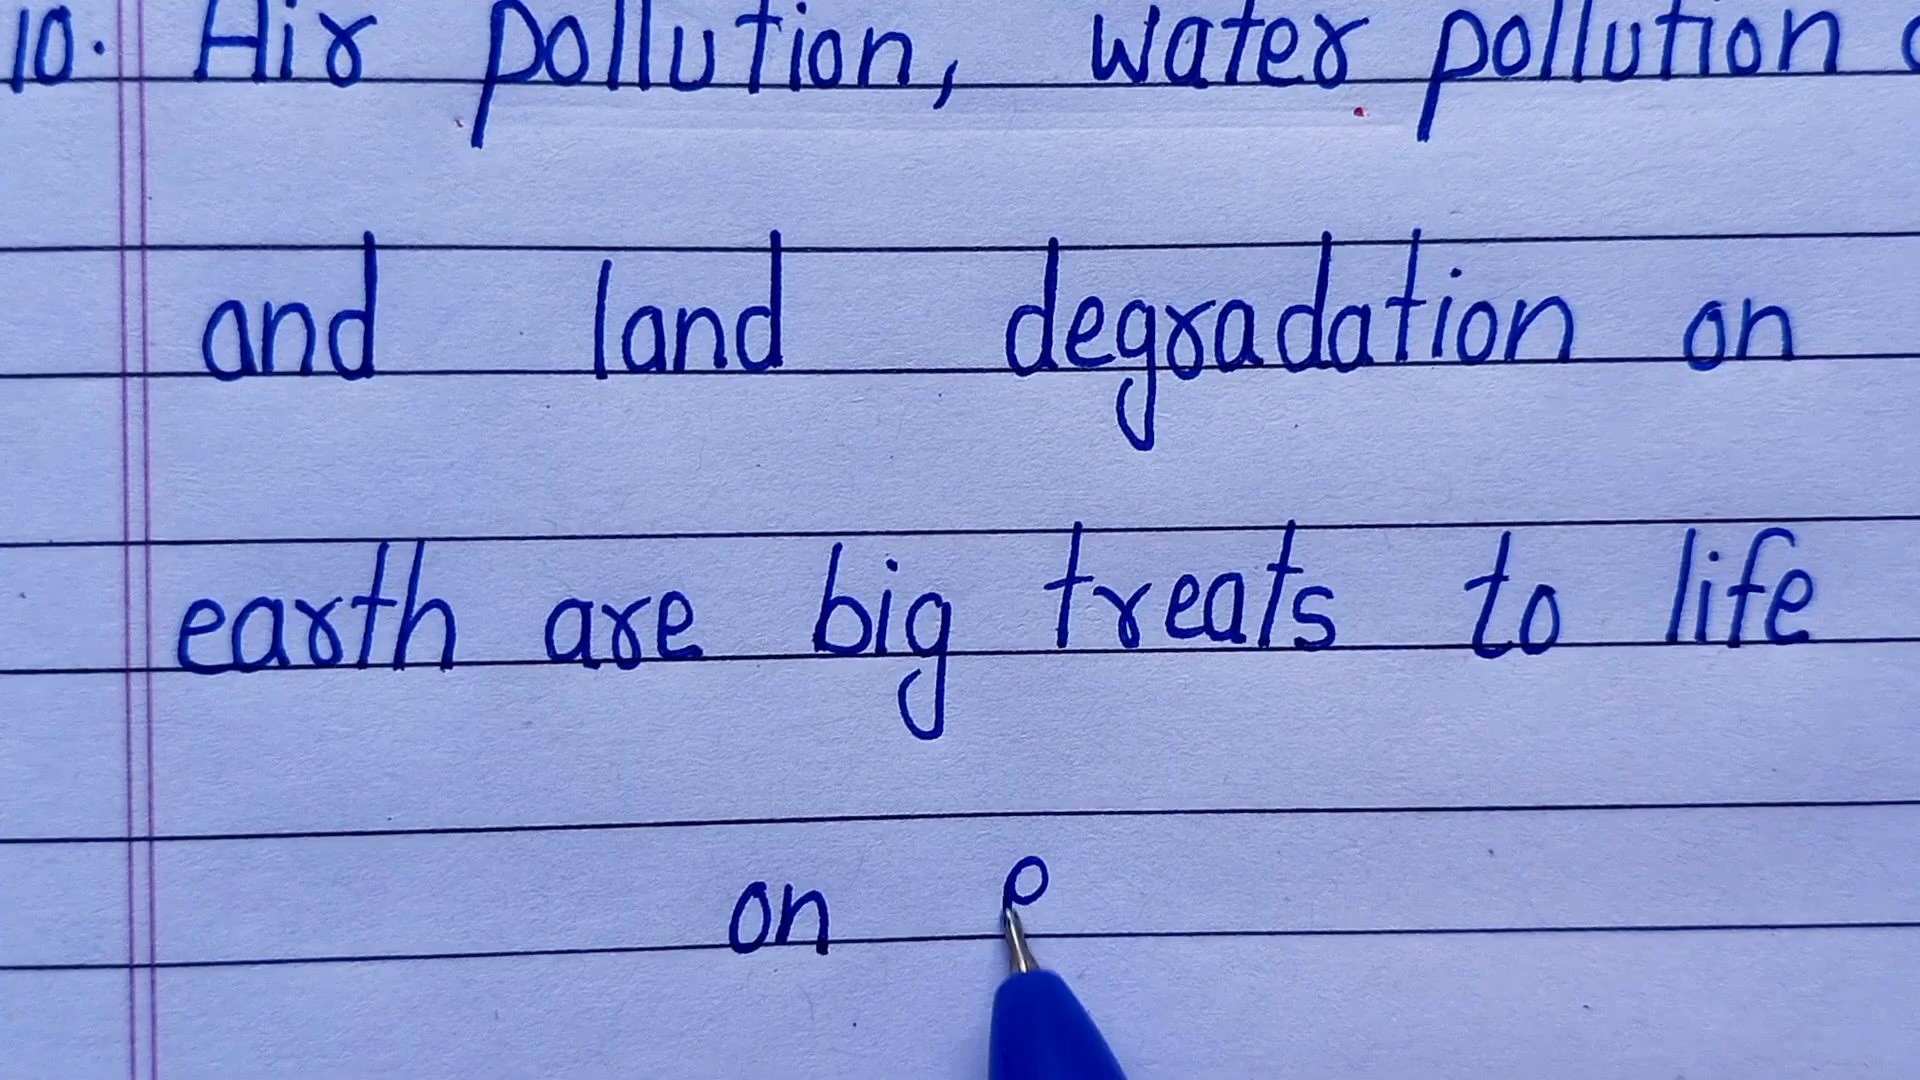 10. Air pollution, water pollution
and land degradation on
earth are big treats to life
on e